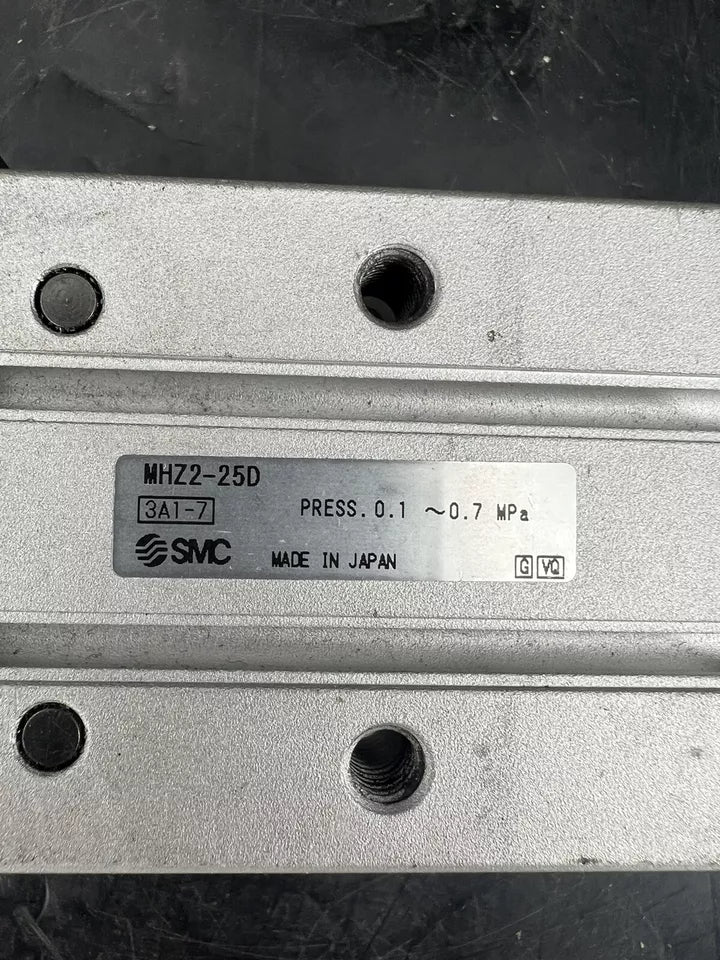 MHZ2-25D
3A1-7 PRESS. 0.1 ~0.7 MPa
SMC MADE IN JAPAN G VQ